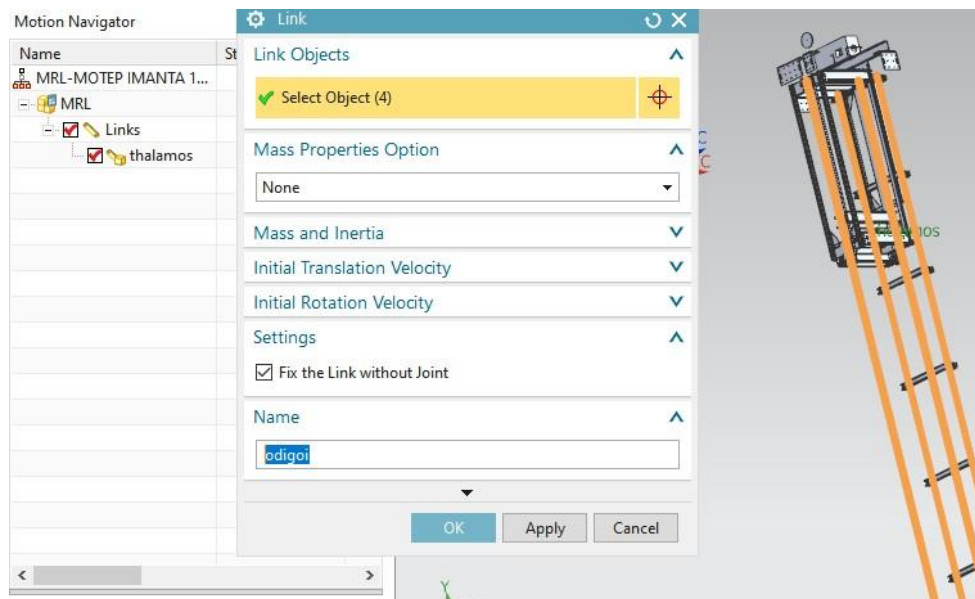 Motion Navigator
Name St
MRL-MOTEP IMANTA 1...
MRL
Links
thalamos
Link
Link Objects
Select Object (4)
Mass Properties Option
None
Mass and Inertia
Initial Translation Velocity
Initial Rotation Velocity
Settings
Fix the Link without Joint
Name
odigoi
OK Apply Cancel
C
C
Y